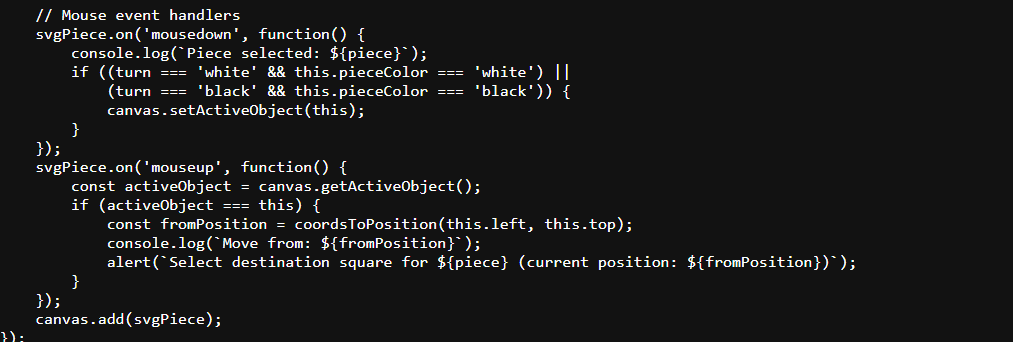 // Mouse event handlers
svgPiece.on('mousedown', function() {
console.log(`Piece selected: ${piece}`);
if ((turn === 'white' && this.pieceColor === 'white') ||
(turn === 'black' && this.pieceColor === 'black')) {
canvas.setActiveObject(this);
}
});
svgPiece.on('mouseup', function() {
const activeObject = canvas.getActiveObject();
if (activeObject === this) {
const fromPosition = coordsToPosition(this.left, this.top);
console.log(`Move from: ${fromPosition}`);
alert(`Select destination square for ${piece} (current position: ${fromPosition})`);
}
});
canvas.add(svgPiece);
});